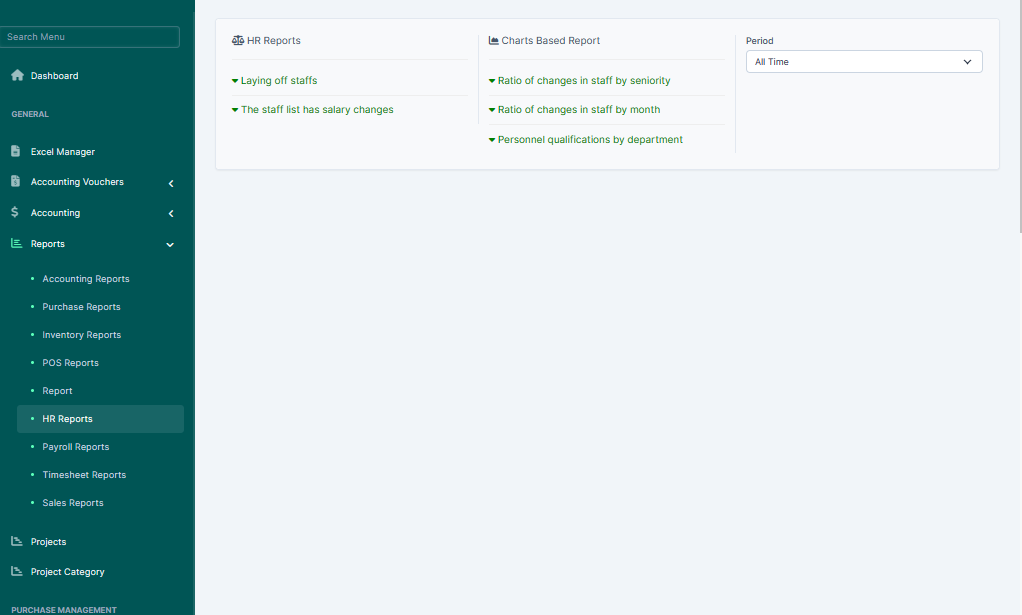 Search Menu
Dashboard
GENERAL
Excel Manager
Accounting Vouchers
Accounting
Reports
Accounting Reports
Purchase Reports
Inventory Reports
POS Reports
Report
HR Reports
Payroll Reports
Timesheet Reports
Sales Reports
Projects
Project Category
PURCHASE MANAGEMENT
HR Reports
Laying off staffs
The staff list has salary changes
Charts Based Report
Ratio of changes in staff by seniority
Ratio of changes in staff by month
Personnel qualifications by department
Period
All Time